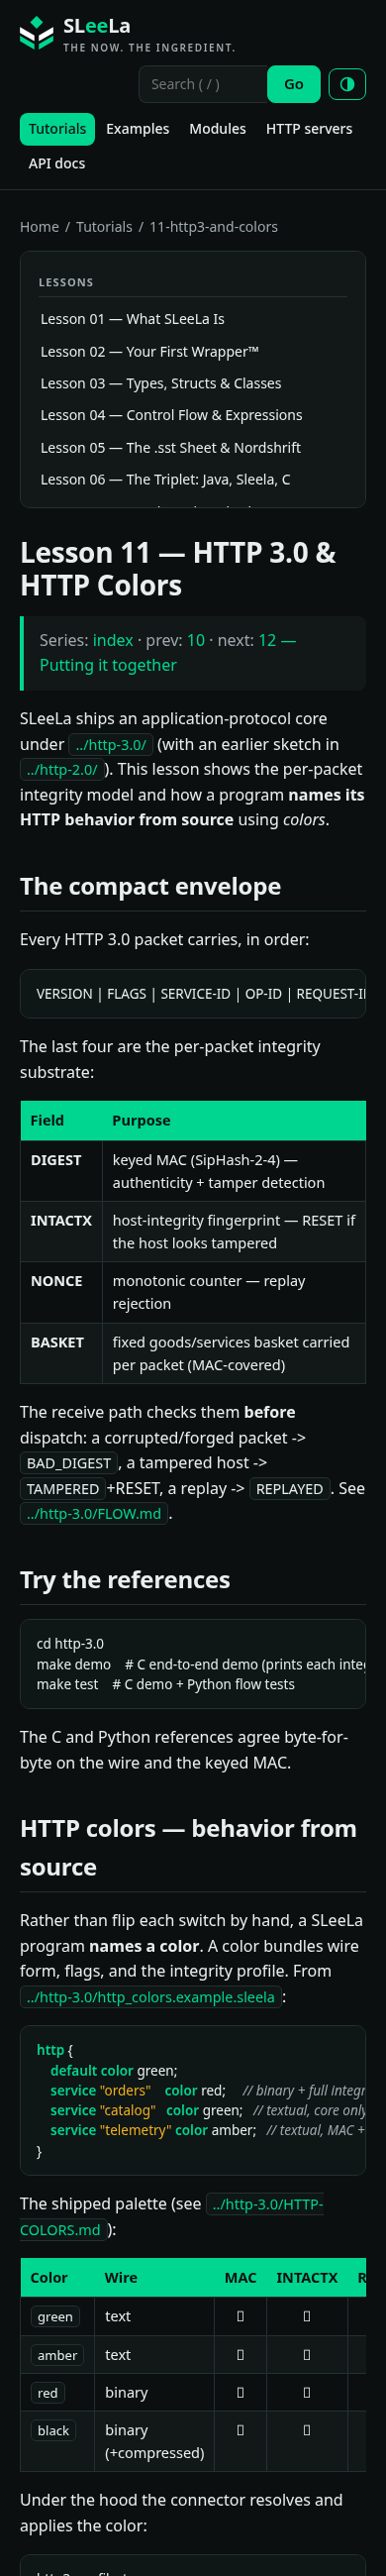 SLeeLa
THE NOW. THE INGREDIENT.
Search ( / )
Go
Tutorials Examples Modules HTTP servers
API docs
Home / Tutorials / 11-http3-and-colors
LESSONS
Lesson 01 — What SLeeLa Is
Lesson 02 — Your First Wrapper™
Lesson 03 — Types, Structs & Classes
Lesson 04 — Control Flow & Expressions
Lesson 05 — The .sst Sheet & Nordshrift
Lesson 06 — The Triplet: Java, Sleela, C
Lesson 11 — HTTP 3.0 &
HTTP Colors
Series: index · prev: 10 · next: 12 —
Putting it together
SLeeLa ships an application-protocol core
under ../http-3.0/ (with an earlier sketch in
../http-2.0/ ). This lesson shows the per-packet
integrity model and how a program names its
HTTP behavior from source using colors.
The compact envelope
Every HTTP 3.0 packet carries, in order:
VERSION | FLAGS | SERVICE-ID | OP-ID | REQUEST-I
The last four are the per-packet integrity
substrate:
Field Purpose
DIGEST keyed MAC (SipHash-2-4) —
authenticity + tamper detection
INTACTX host-integrity fingerprint — RESET if
the host looks tampered
NONCE monotonic counter — replay
rejection
BASKET fixed goods/services basket carried
per packet (MAC-covered)
The receive path checks them before
dispatch: a corrupted/forged packet ->
BAD_DIGEST , a tampered host ->
TAMPERED +RESET, a replay -> REPLAYED . See
../http-3.0/FLOW.md .
Try the references
cd http-3.0
make demo # C end-to-end demo (prints each integ
make test # C demo + Python flow tests
The C and Python references agree byte-for-
byte on the wire and the keyed MAC.
HTTP colors — behavior from
source
Rather than flip each switch by hand, a SLeeLa
program names a color. A color bundles wire
form, flags, and the integrity profile. From
../http-3.0/http_colors.example.sleela :
http {
default color green;
service "orders" color red; // binary + full integr
service "catalog" color green; // textual, core only
service "telemetry" color amber; // textual, MAC +
}
The shipped palette (see ../http-3.0/HTTP-
COLORS.md ):
Color Wire MAC INTACTX R
green text
amber text
red binary
black binary
(+compressed)
Under the hood the connector resolves and
applies the color: